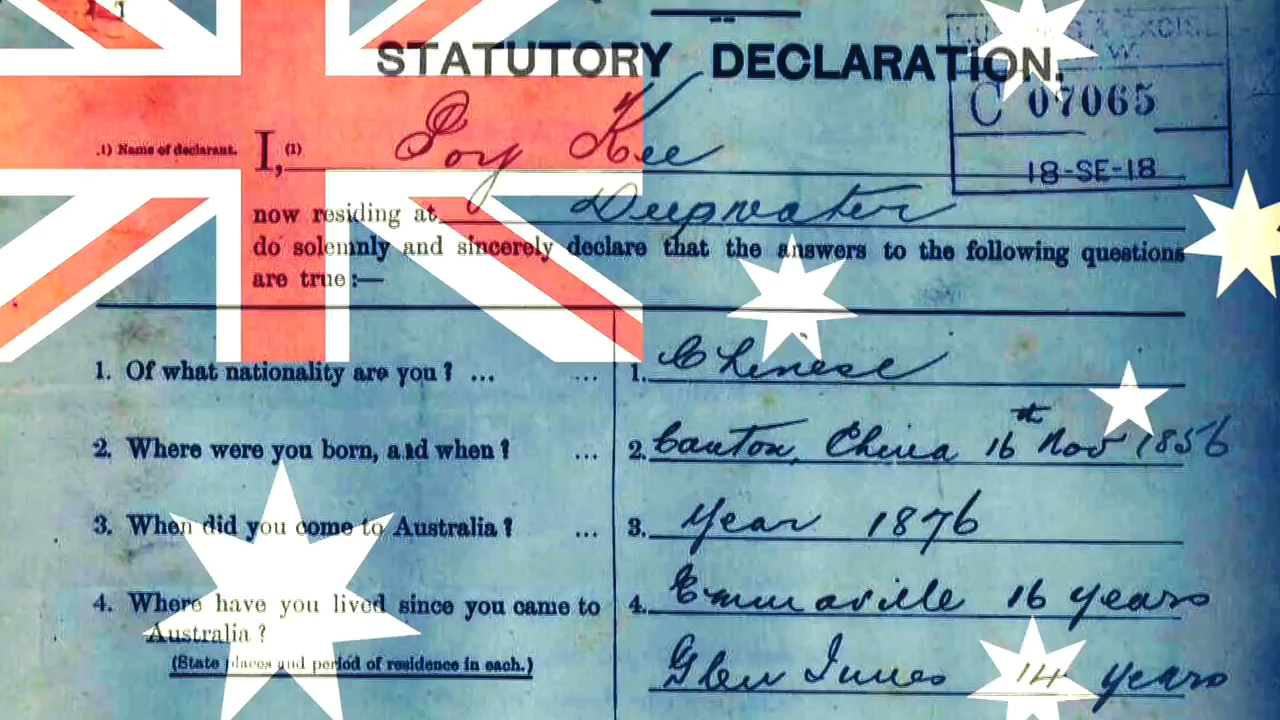 STATUTORY DECLARATION.
& EXCISE
W.
C 07065
18-SE-18
.1) Name of declarant. I, (1) Poy Kee
now residing at Deepwater
do solemnly and sincerely declare that the answers to the following questions
are true:—
1. Of what nationality are you? ... ... 1. Chinese
2. Where were you born, and when? ... 2. Canton, China 16th Nov 1856
3. When did you come to Australia? ... 3. Year 1876
4. Where have you lived since you came to 4. Emmaville 16 years
Australia?
(State places and period of residence in each.) Glen Innes 14 years